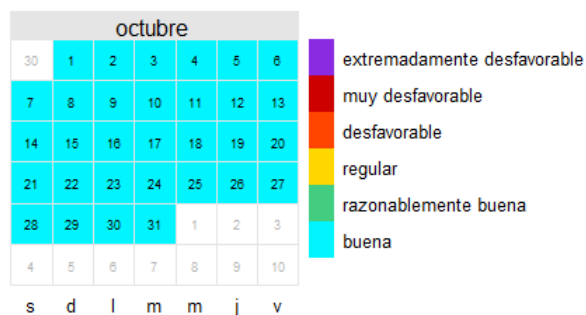 octubre
30 1 2 3 4 5 6
7 8 9 10 11 12 13
14 15 16 17 18 19 20
21 22 23 24 25 26 27
28 29 30 31 1 2 3
4 5 6 7 8 9 10
s d l m m j v
extremadamente desfavorable
muy desfavorable
desfavorable
regular
razonablemente buena
buena